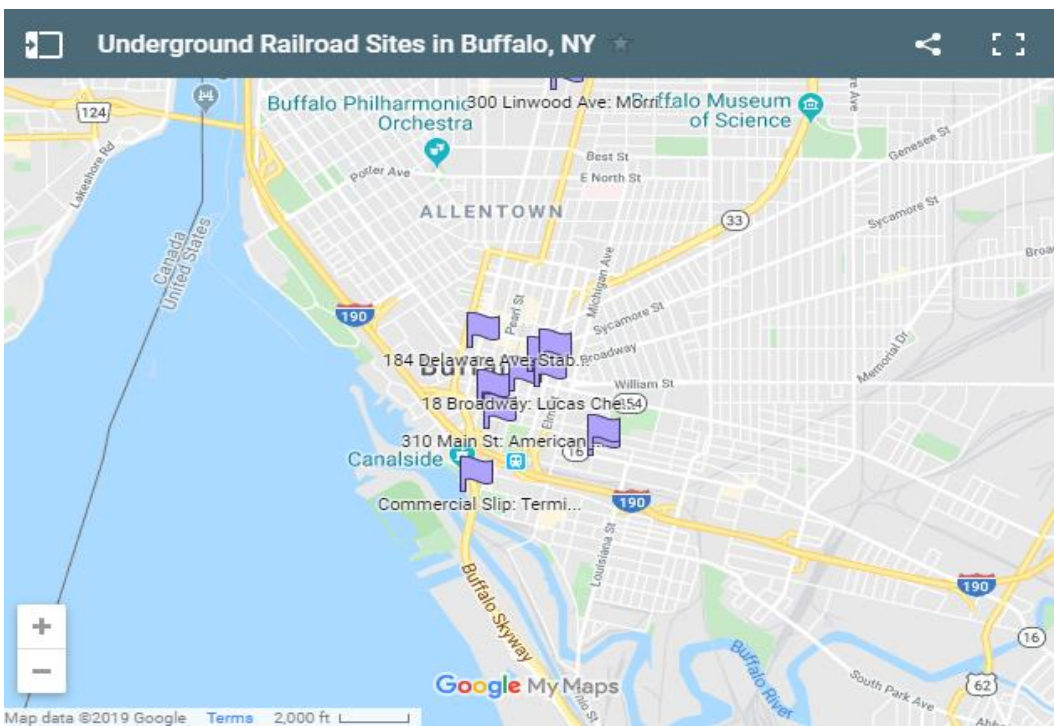 Underground Railroad Sites in Buffalo, NY
124
Lakeshore Rd
Buffalo Philharmonic
Orchestra
300 Linwood Ave: Morri...
ffalo Museum
of Science
Best St
E North St
Potter Ave
Genesee St
ALLENTOWN
33
Sycamore St
Canada
United States
Michigan Ave
Pearl St
190
Sycamore St
Broadway
184 Delaware Ave: Stab...
Memorial Dr
William St
18 Broadway: Lucas Che...
54
Elm
310 Main St: American
16
Canalside
Commercial Slip: Termi...
190
Louisiana St
Buffalo Skyway
190
16
Buffalo River
62
South Park Ave
Google My Maps
Map data ©2019 Google Terms 2,000 ft